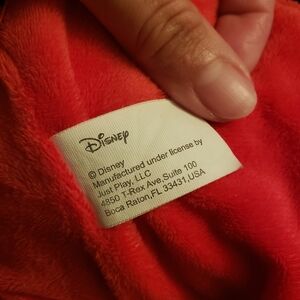 Disney
© Disney
Manufactured under license by
Just Play, LLC
4850 T-Rex Ave,Suite 100
Boca Raton,FL 33431,USA